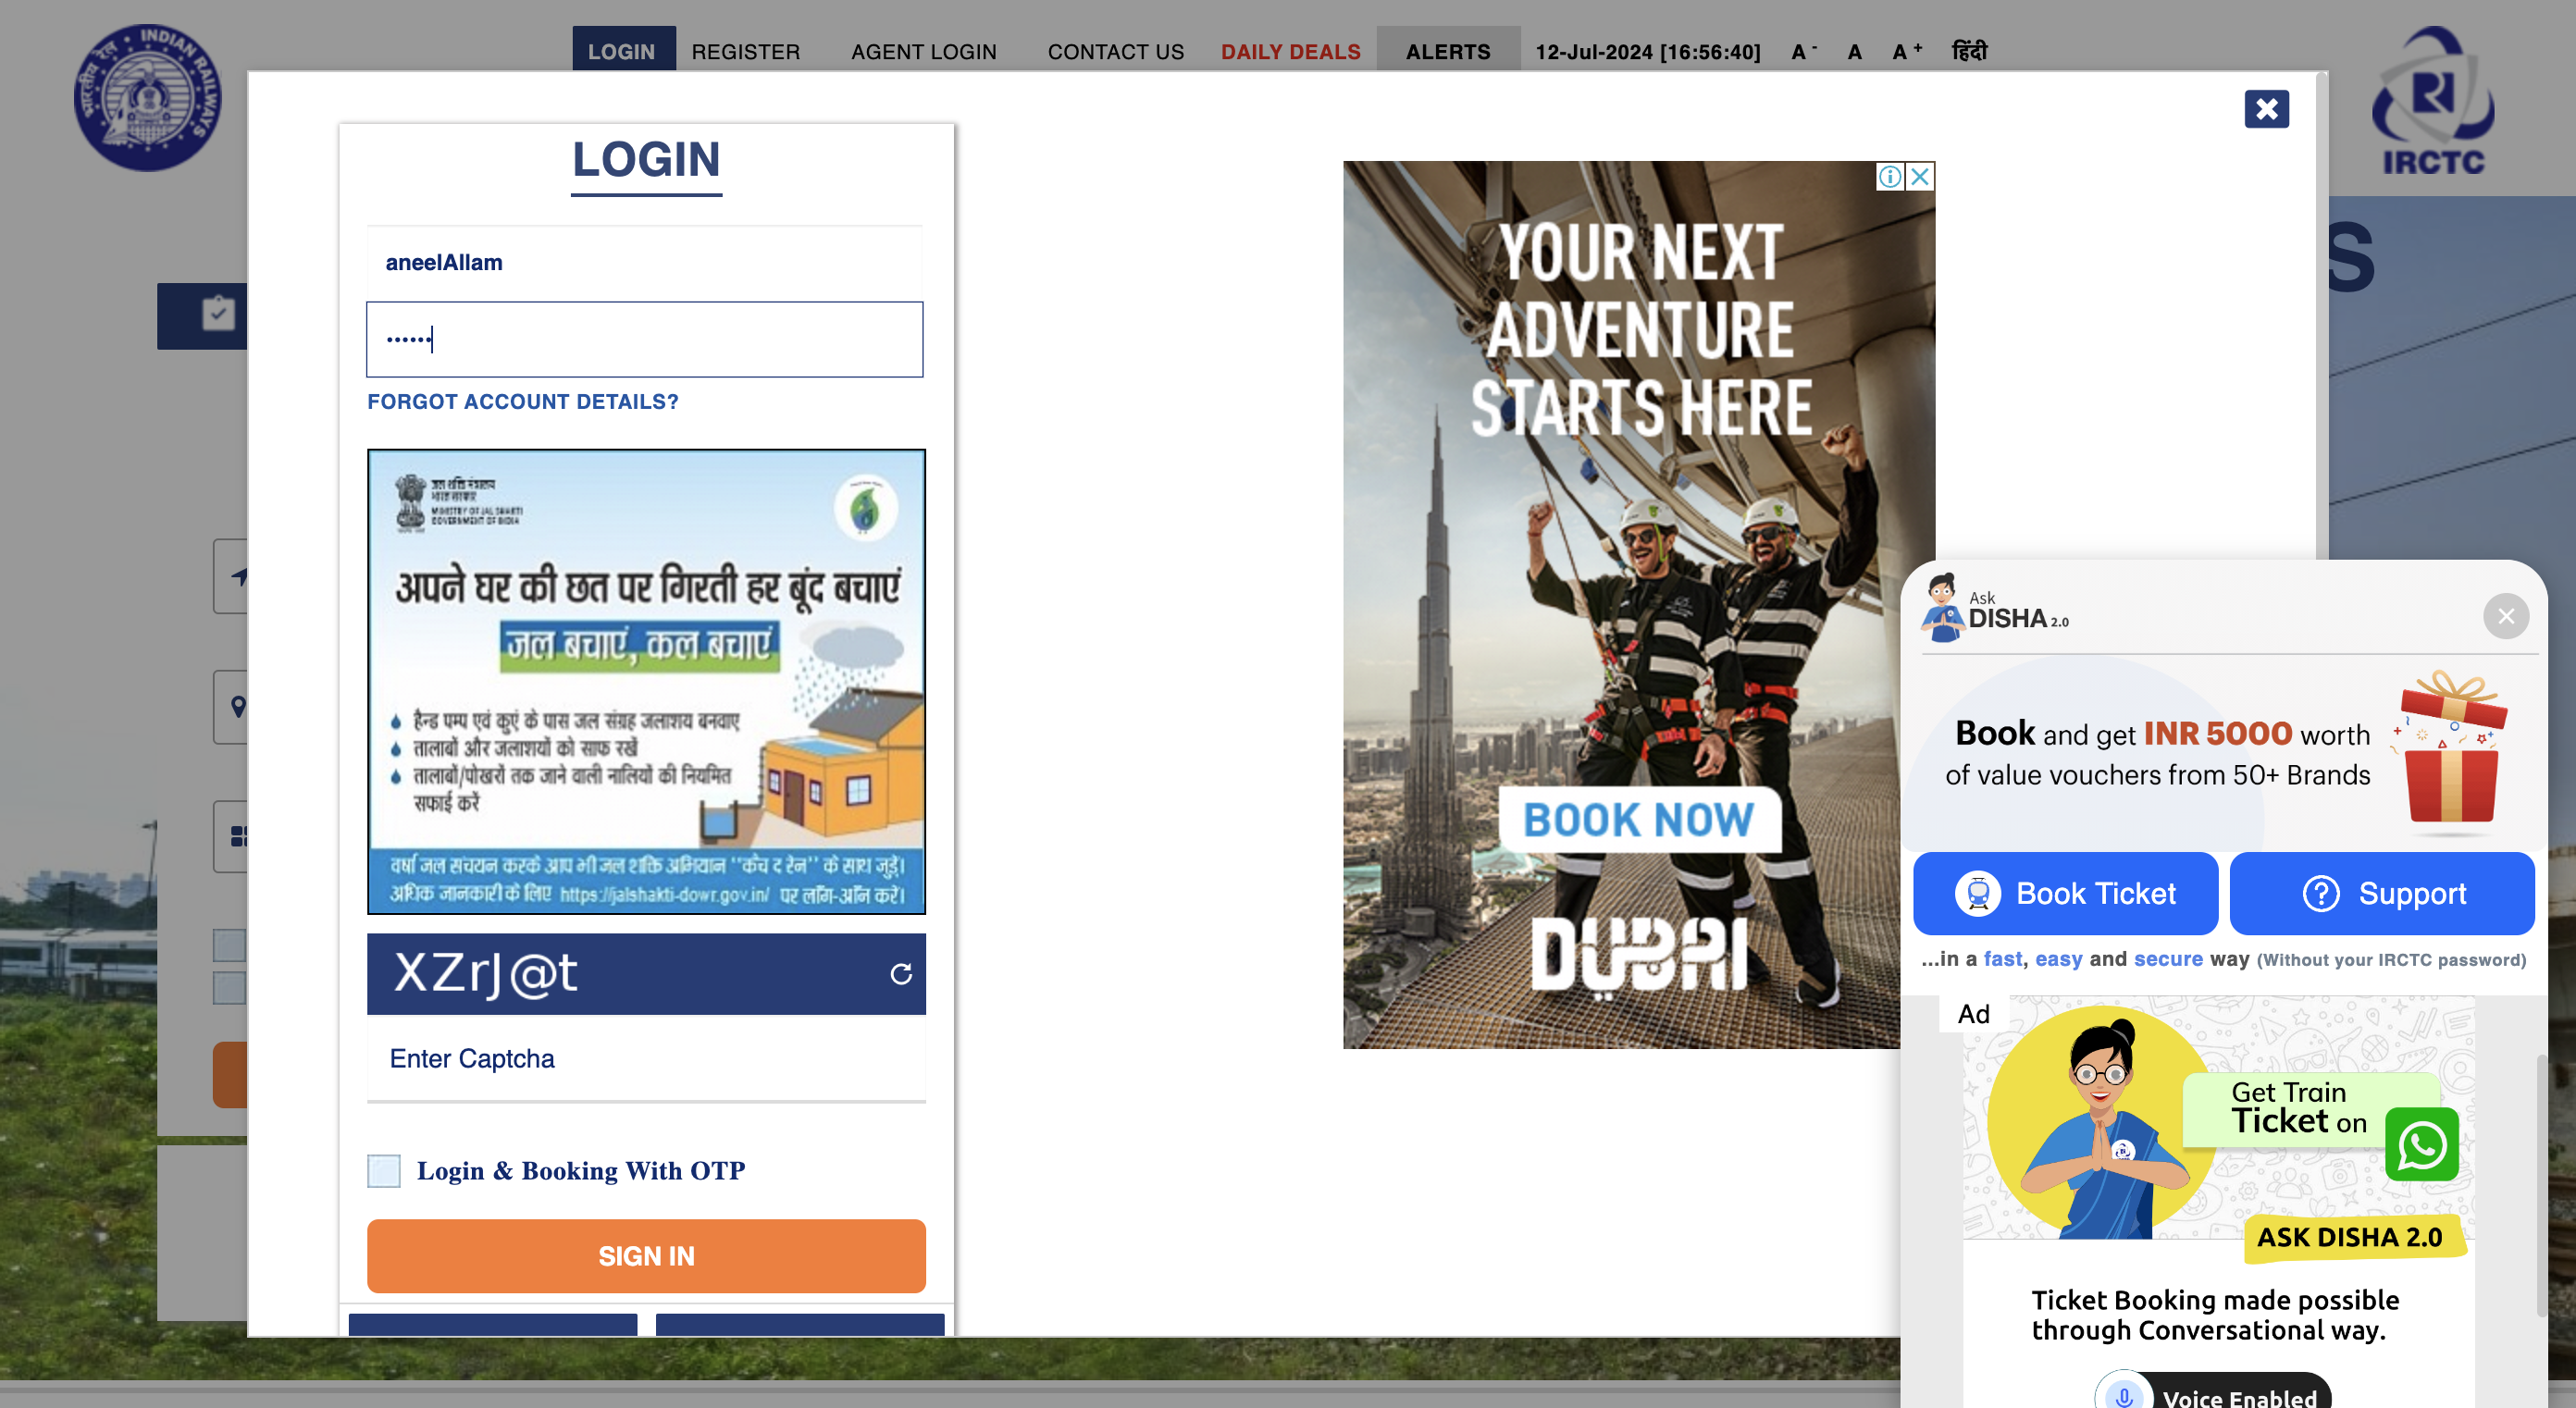 LOGIN REGISTER AGENT LOGIN CONTACT US DAILY DEALS ALERTS 12-Jul-2024 [16:56:40] A - A A + हिंदी
INDIAN RAILWAYS
भारतीय रेल
IRCTC
S
LOGIN
aneelAllam
••••••
FORGOT ACCOUNT DETAILS?
जल शक्ति मंत्रालय
भारत सरकार
MINISTRY OF JAL SHAKTI
GOVERNMENT OF INDIA
अपने घर की छत पर गिरती हर बूंद बचाएं
जल बचाएं, कल बचाएं
हैन्ड पम्प एवं कुएं के पास जल संग्रह जलाशय बनवाए
तालाबों और जलाशयों को साफ रखें
तालाबों/पोखरों तक जाने वाली नालियों की नियमित
सफाई करें
वर्षा जल संचयन करके आप भी जल शक्ति अभियान ‘‘कैच द रेन’’ के साथ जुड़ें।
अधिक जानकारी के लिए https://jalshakti-dowr.gov.in/ पर लॉग-ऑन करें।
XZrJ@t
Enter Captcha
Login & Booking With OTP
SIGN IN
YOUR NEXT
ADVENTURE
STARTS HERE
BOOK NOW
DUBAI
Ask
DISHA 2.0
Book and get INR 5000 worth
of value vouchers from 50+ Brands
Book Ticket
Support
...in a fast, easy and secure way (Without your IRCTC password)
Ad
Get Train
Ticket on
ASK DISHA 2.0
Ticket Booking made possible
through Conversational way.
Voice Enabled